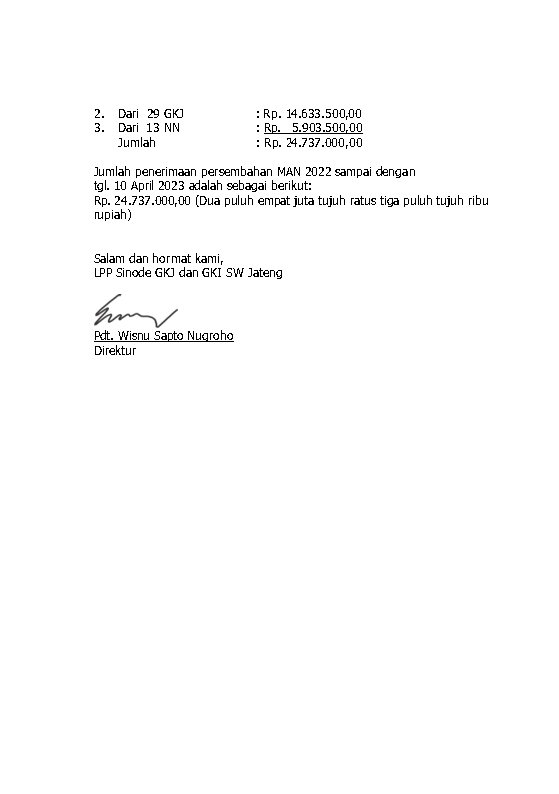 2. Dari 29 GKJ : Rp. 14.633.500,00
3. Dari 13 NN : Rp. 5.903.500,00
Jumlah : Rp. 24.737.000,00
Jumlah penerimaan persembahan MAN 2022 sampai dengan
tgl. 10 April 2023 adalah sebagai berikut:
Rp. 24.737.000,00 (Dua puluh empat juta tujuh ratus tiga puluh tujuh ribu
rupiah)
Salam dan hormat kami,
LPP Sinode GKJ dan GKI SW Jateng
Pdt. Wisnu Sapto Nugroho
Direktur